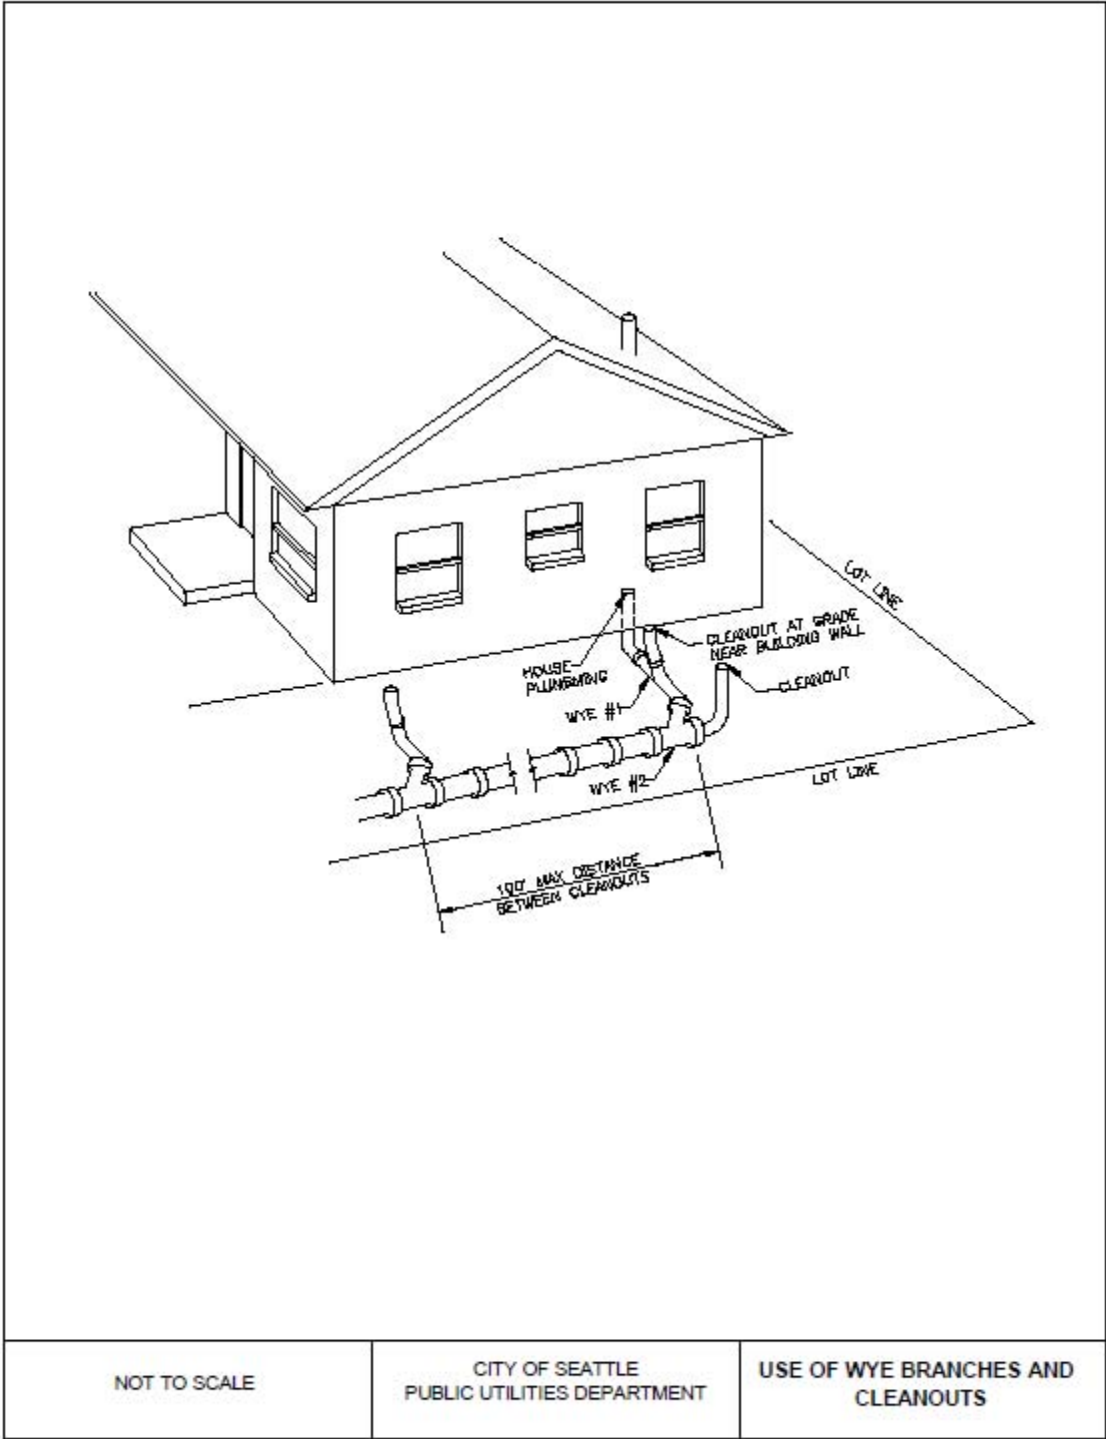 LOT LINE
CLEANOUT AT GRADE
NEAR BUILDING WALL
HOUSE
PLUMBMING
CLEANOUT
WYE #1
WYE #2
LOT LINE
100' MAX DISTANCE
BETWEEN CLEANOUTS
NOT TO SCALE
CITY OF SEATTLE
PUBLIC UTILITIES DEPARTMENT
USE OF WYE BRANCHES AND
CLEANOUTS